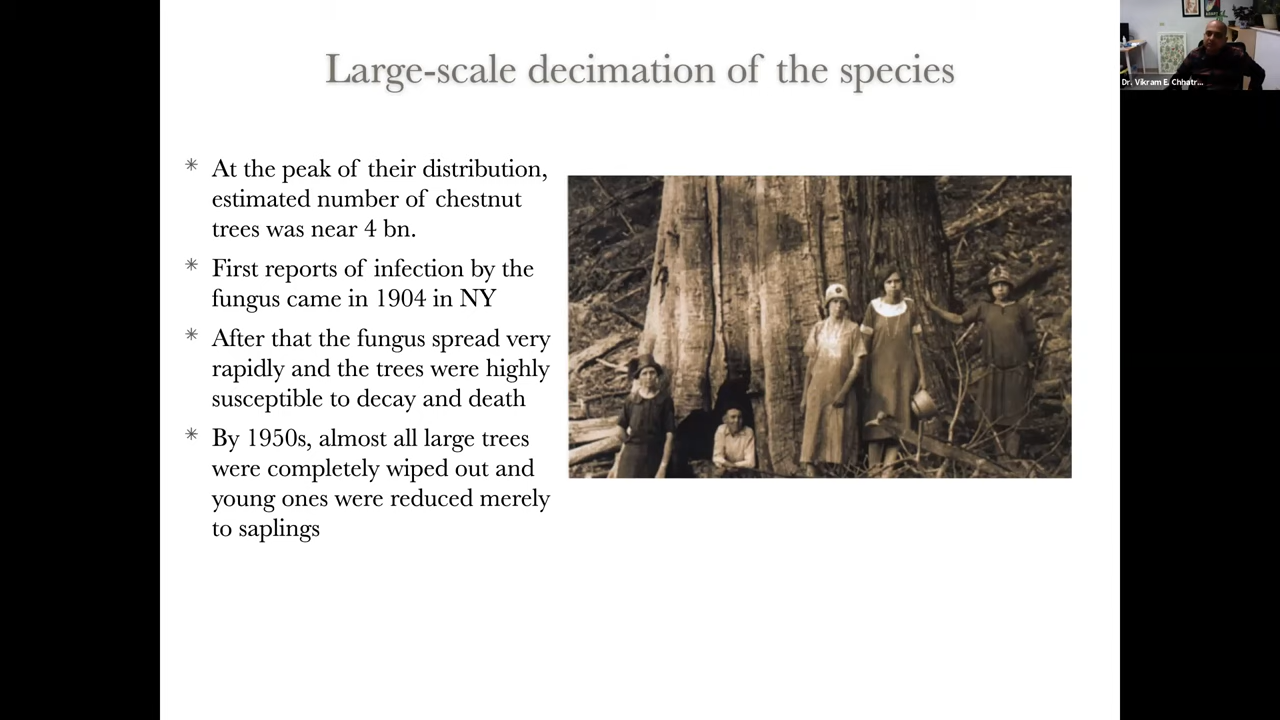 Large-scale decimation of the species
* At the peak of their distribution,
estimated number of chestnut
trees was near 4 bn.
* First reports of infection by the
fungus came in 1904 in NY
* After that the fungus spread very
rapidly and the trees were highly
susceptible to decay and death
* By 1950s, almost all large trees
were completely wiped out and
young ones were reduced merely
to saplings
Dr. Vikram E. Chhatr...